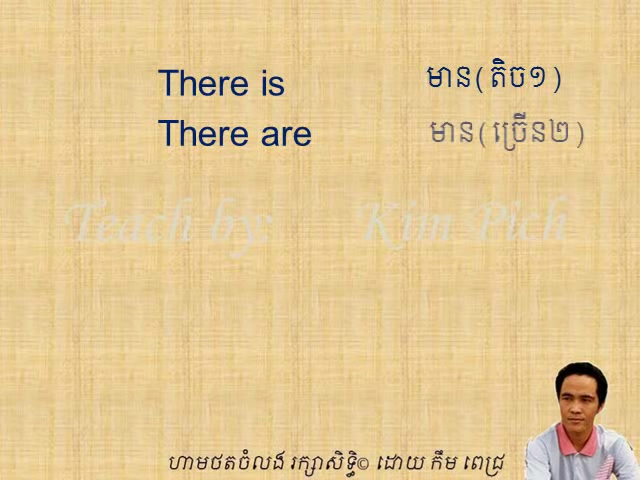 There is មាន(តិច១)
There are មាន(ច្រើន២)
Teach by: Kim Pich
ហាមថតចំលង រក្សាសិទ្ធិ© ដោយ កឹម ពេជ្រ